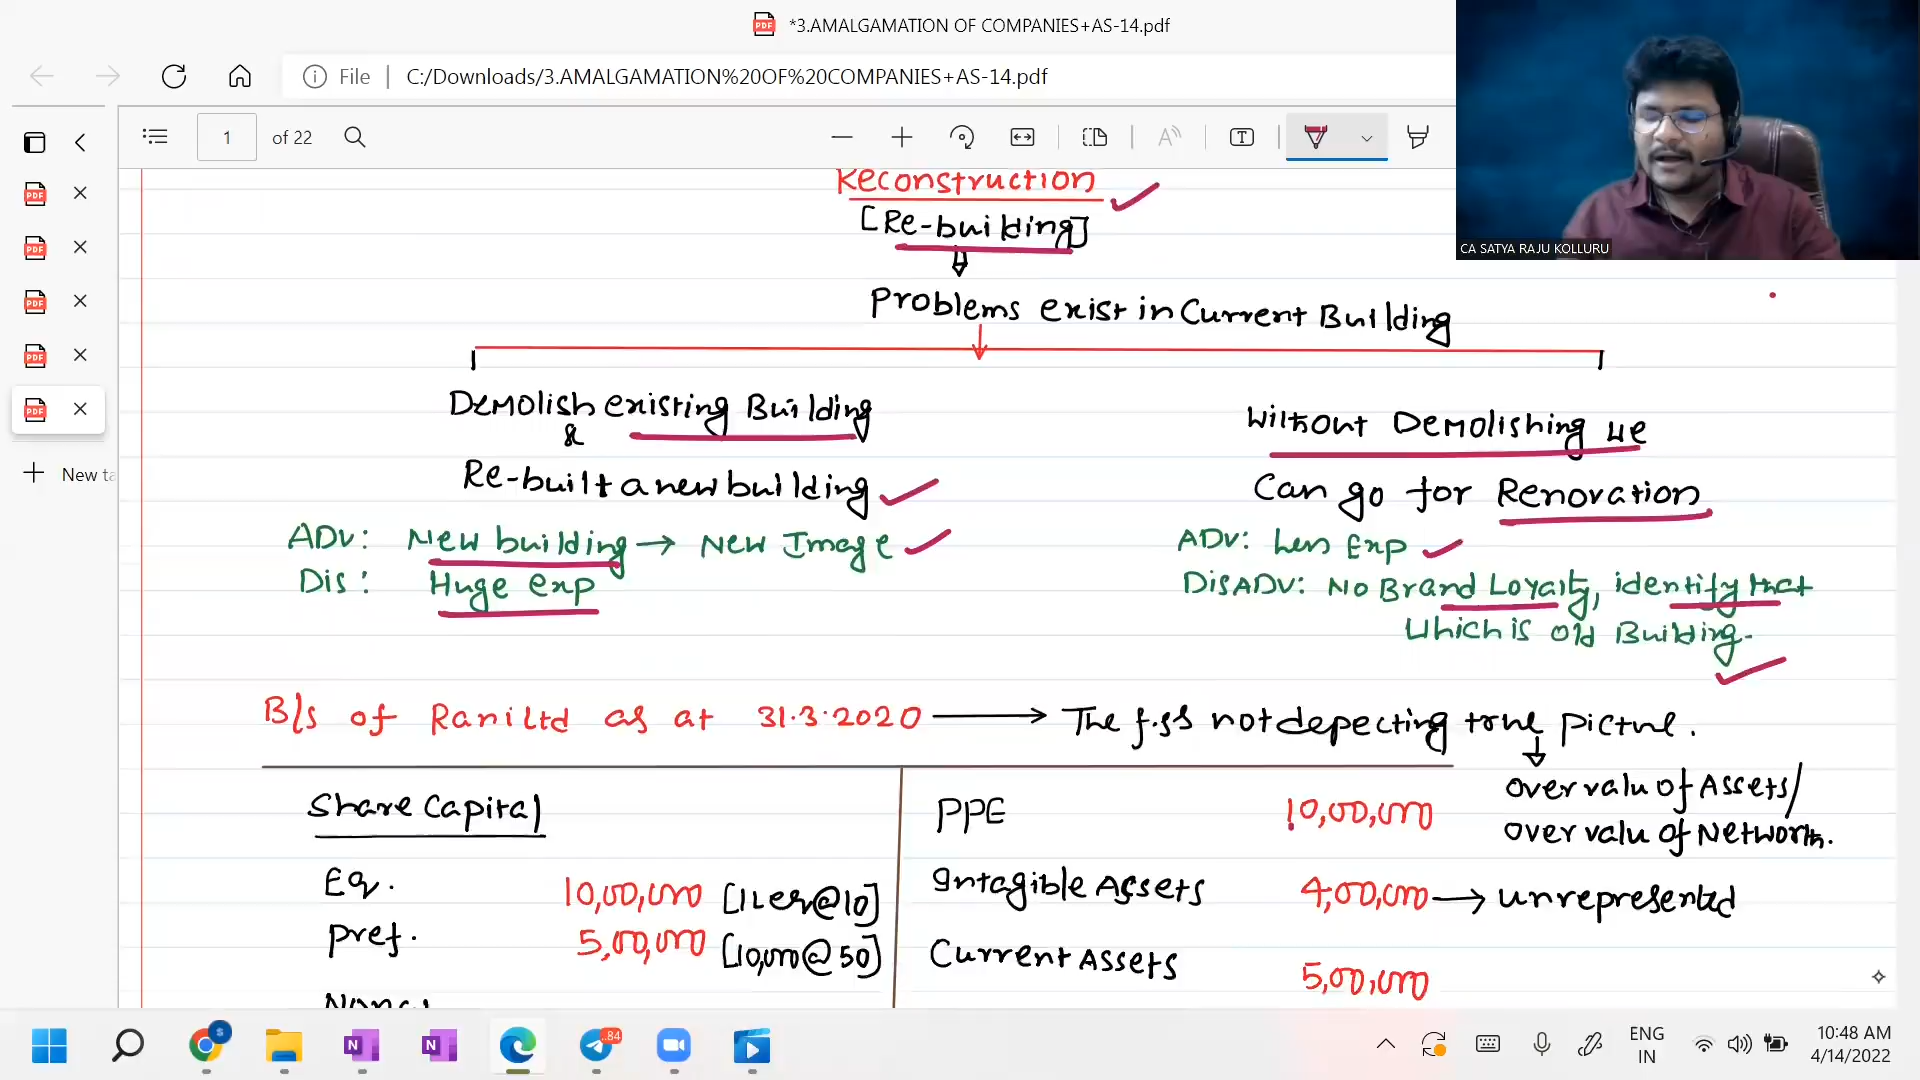 *3.AMALGAMATION OF COMPANIES+AS-14.pdf
File
C:/Downloads/3.AMALGAMATION%20OF%20COMPANIES+AS-14.pdf
1 of 22
CA SATYA RAJU KOLLURU
New ta
Reconstruction
[Re-building]
Problems exist in Current Building
Demolish existing Building
&
Re-built a new building
ADV: New building → New Image
Dis: Huge exp
Without Demolishing we
Can go for Renovation
ADV: Less Exp
DisADV: No Brand Loyalty, identify that
which is old Building.
B/s of Rani Ltd as at 31.3.2020 → The f.ss not depecting true picture.
over valu of Assets/
over valu of Networth.
Share Capital
Eq. 10,00,000 [1L es@10]
Pref. 5,00,000 [10,000@50]
PPE 10,00,000
Intagible Assets 4,00,000 → unrepresented
Current Assets 5,00,000
84
ENG
IN
10:48 AM
4/14/2022